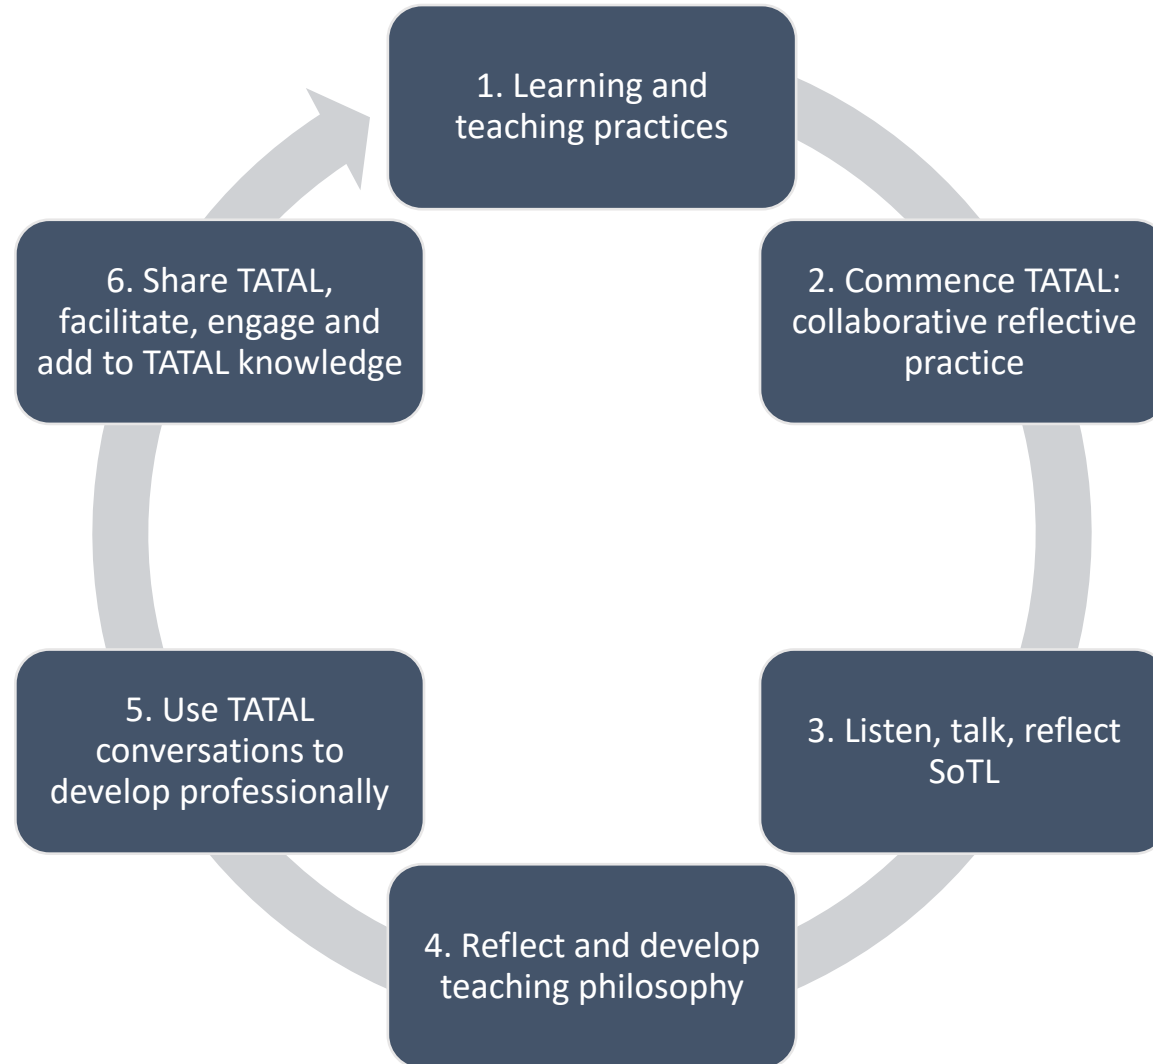 1. Learning and
teaching practices
2. Commence TATAL:
collaborative reflective
practice
3. Listen, talk, reflect
SoTL
4. Reflect and develop
teaching philosophy
5. Use TATAL
conversations to
develop professionally
6. Share TATAL,
facilitate, engage and
add to TATAL knowledge